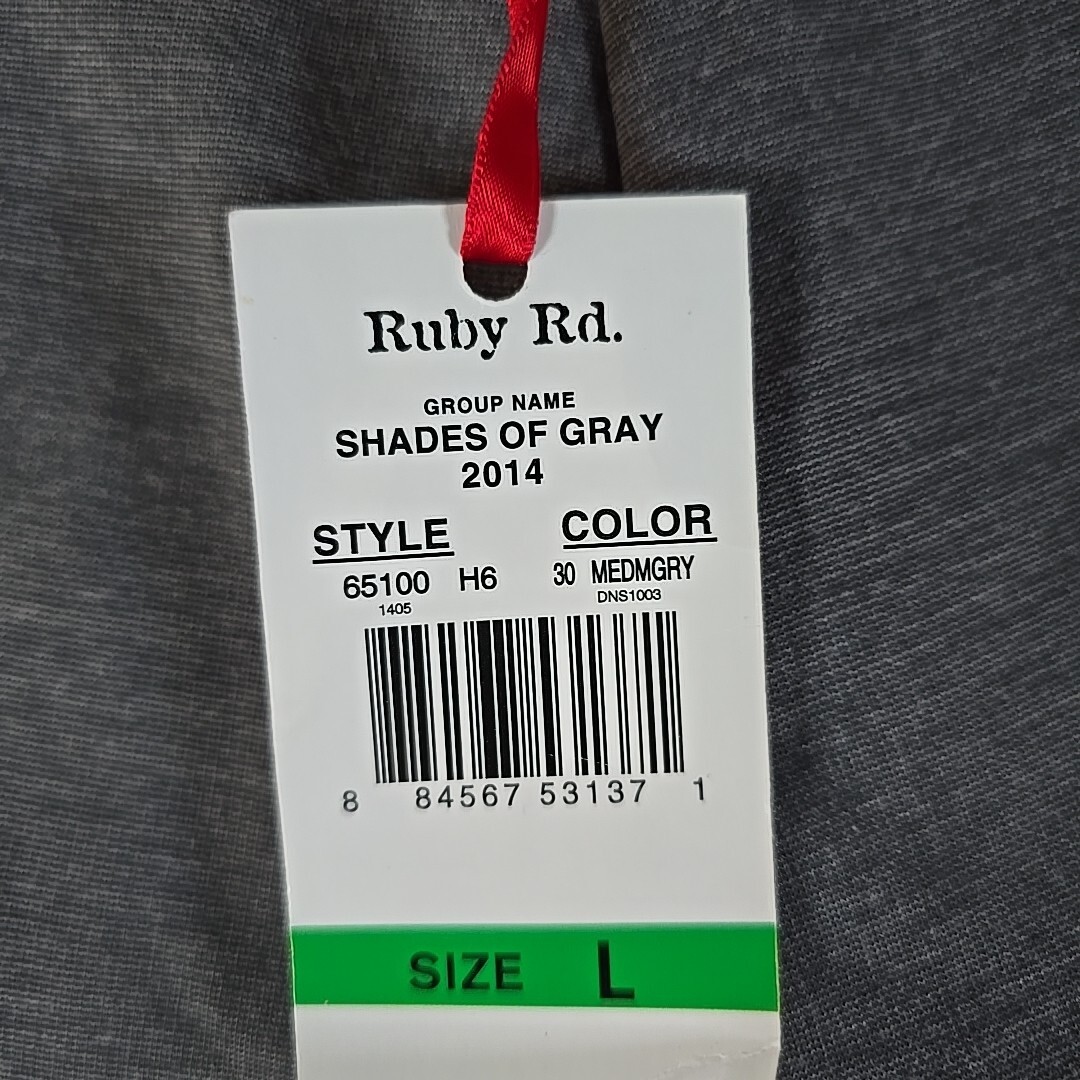 Ruby Rd.
GROUP NAME
SHADES OF GRAY
2014
STYLE COLOR
65100 H6 30 MEDMGRY
1405 DNS1003
8 84567 53137 1
SIZE L